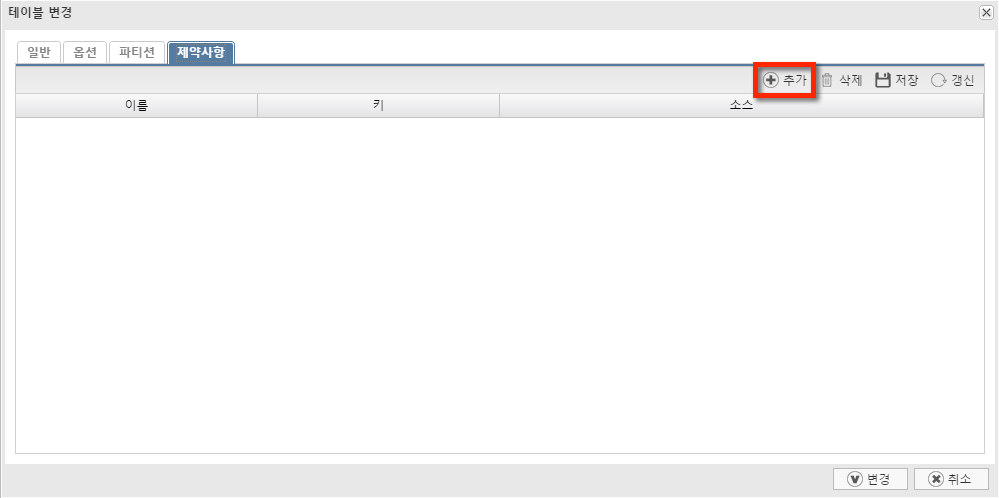 테이블 변경
일반 옵션 파티션 제약사항
추가 삭제 저장 갱신
이름 키 소스
변경 취소